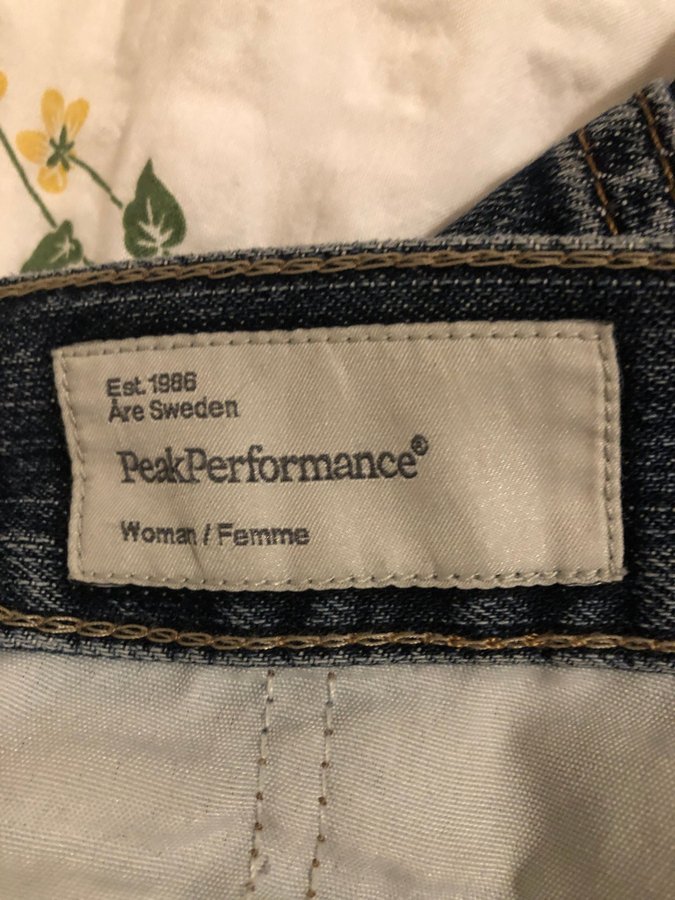 Est. 1986
Åre Sweden
PeakPerformance®
Woman / Femme